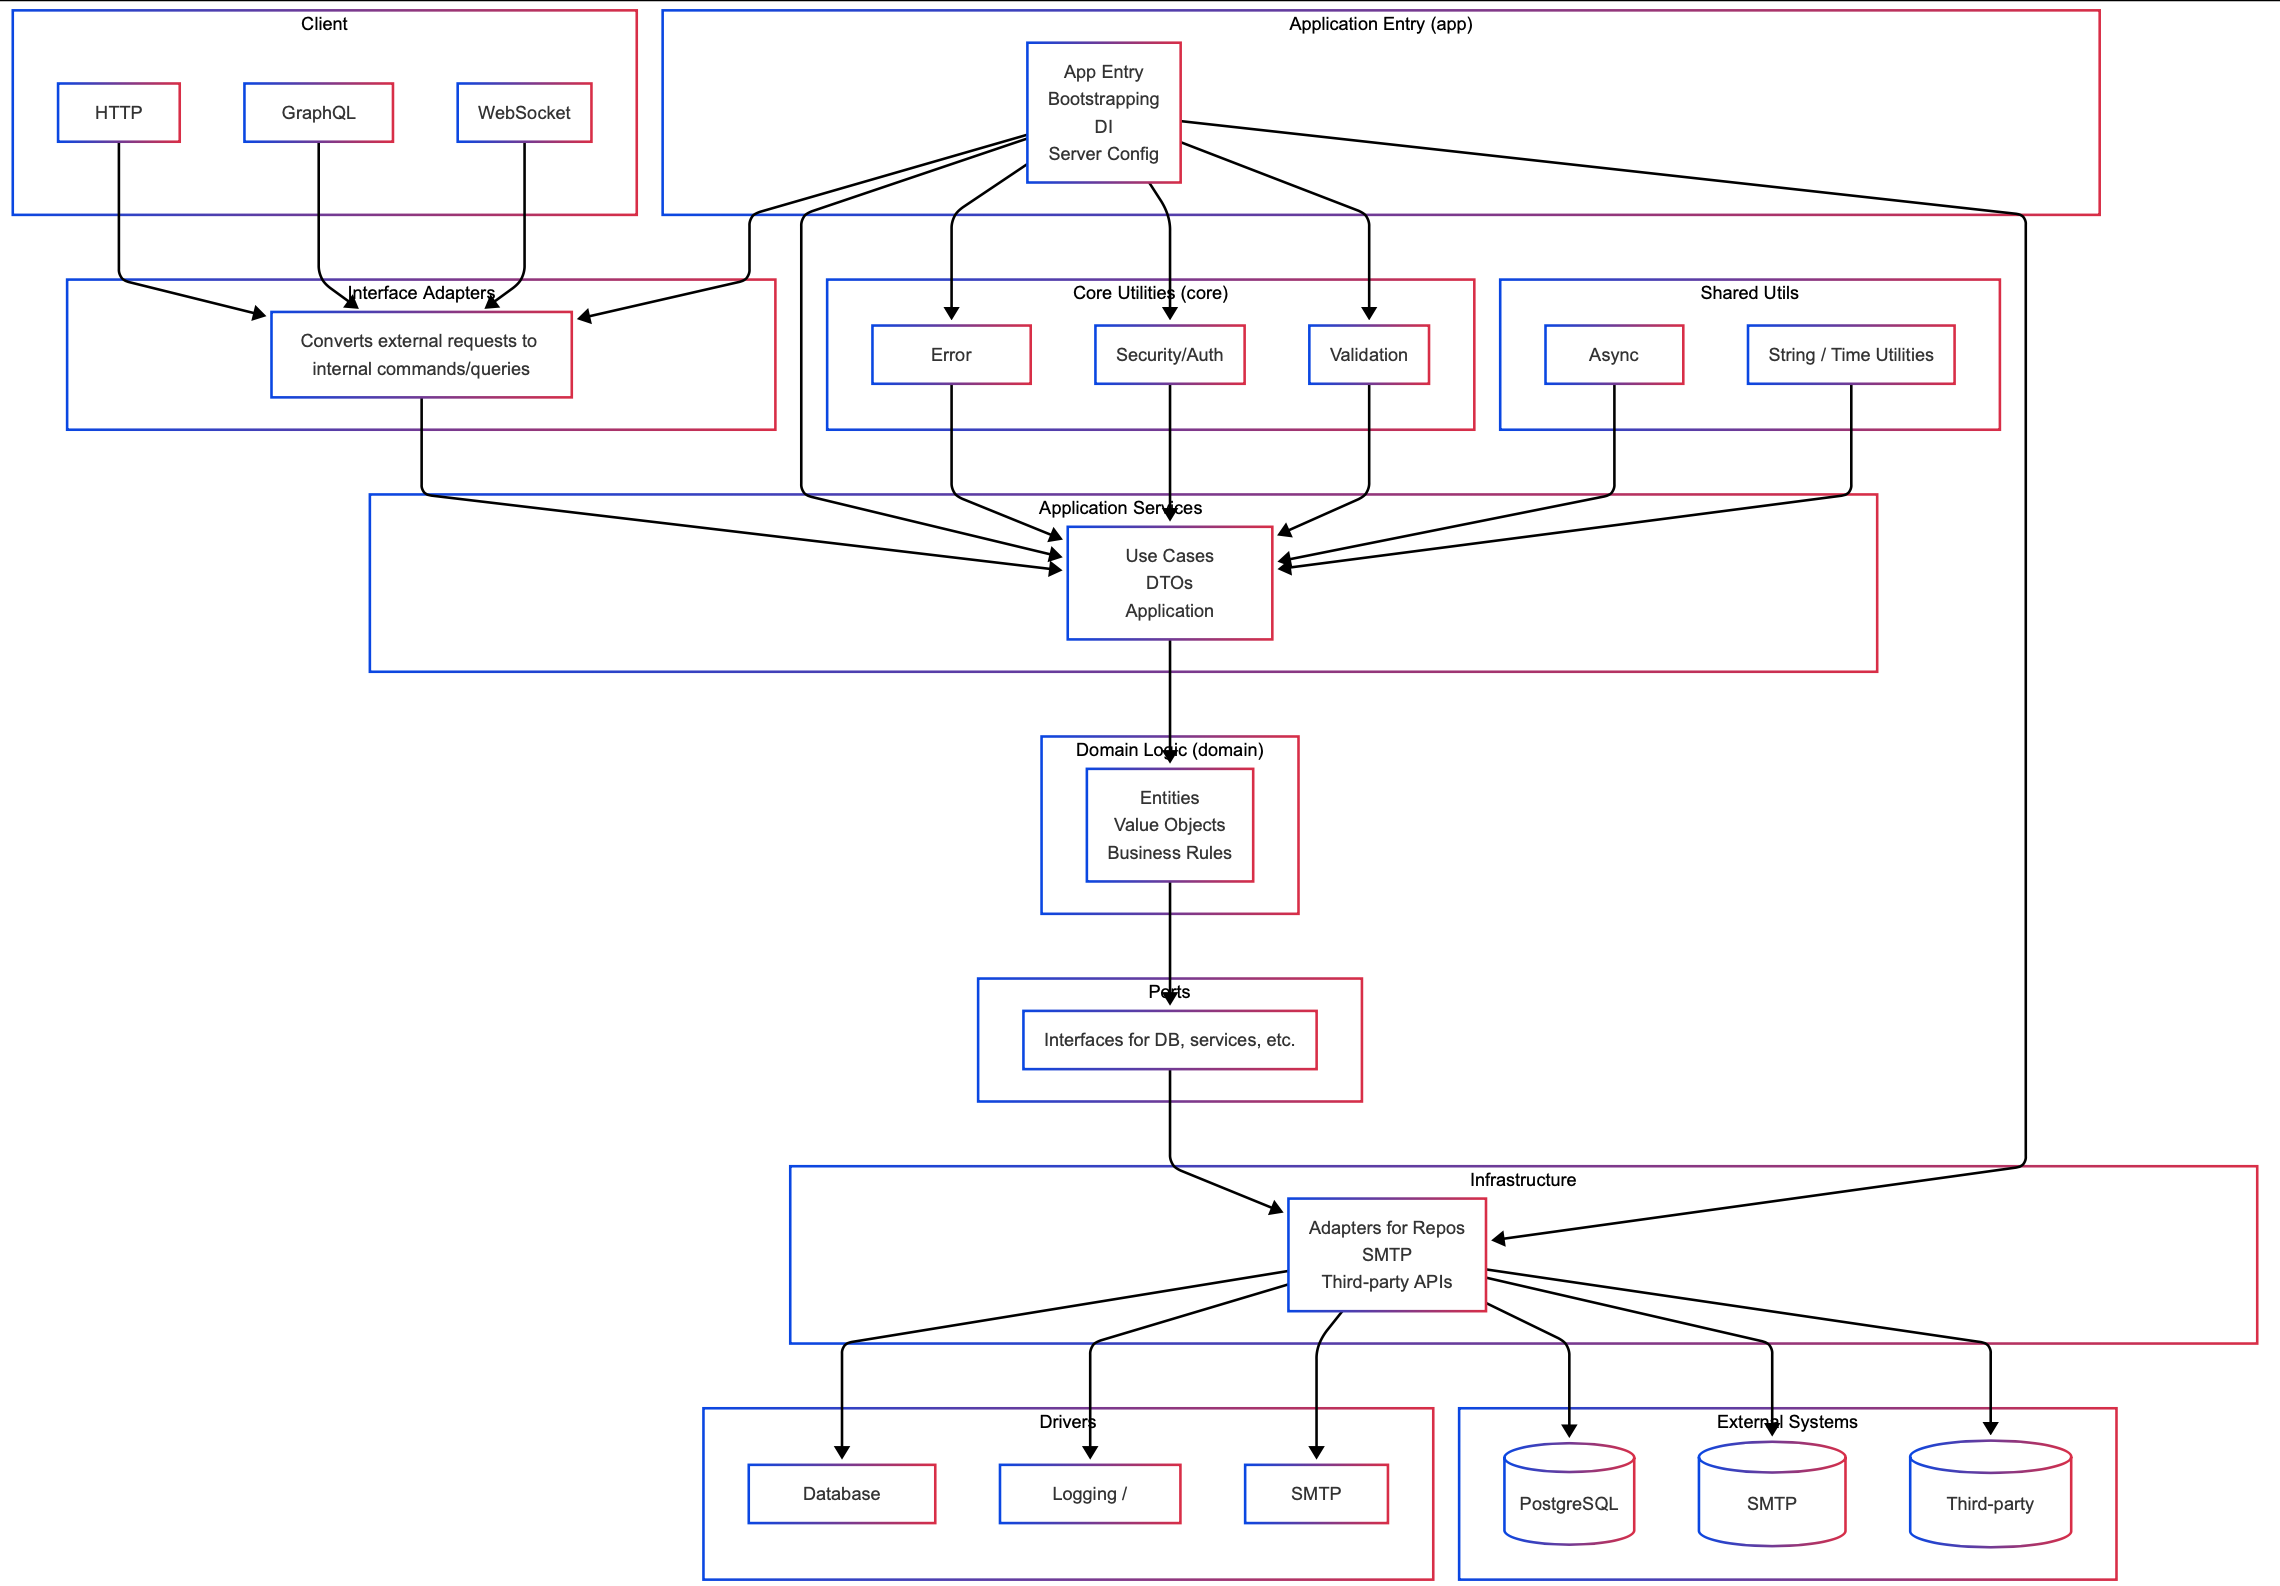 Client
HTTP
GraphQL
WebSocket
Application Entry (app)
App Entry
Bootstrapping
DI
Server Config
Interface Adapters
Converts external requests to
internal commands/queries
Core Utilities (core)
Error
Security/Auth
Validation
Shared Utils
Async
String / Time Utilities
Application Services
Use Cases
DTOs
Application
Domain Logic (domain)
Entities
Value Objects
Business Rules
Ports
Interfaces for DB, services, etc.
Infrastructure
Adapters for Repos
SMTP
Third-party APIs
Drivers
Database
Logging /
SMTP
External Systems
PostgreSQL
SMTP
Third-party